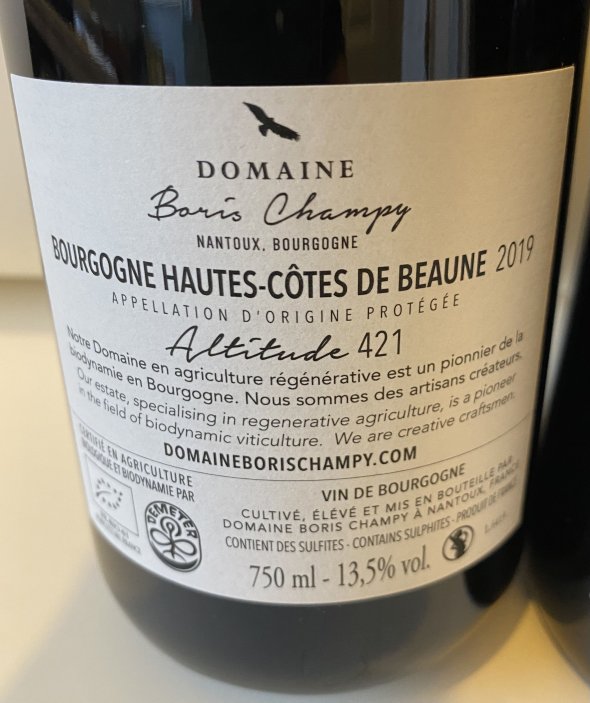 DOMAINE
Boris Champy
NANTOUX, BOURGOGNE
BOURGOGNE HAUTES-CÔTES DE BEAUNE 2019
APPELLATION D'ORIGINE PROTÉGÉE
Altitude 421
Notre Domaine en agriculture régénérative est un pionnier de la
biodynamie en Bourgogne. Nous sommes des artisans créateurs.
Our estate, specialising in regenerative agriculture, is a pioneer
in the field of biodynamic viticulture. We are creative craftsmen.
DOMAINEBORISCHAMPY.COM
CERTIFIÉ EN AGRICULTURE
BIOLOGIQUE ET BIODYNAMIE PAR
DEMETER
VIN DE BOURGOGNE
CULTIVÉ, ÉLEVÉ ET MIS EN BOUTEILLE PAR
DOMAINE BORIS CHAMPY À NANTOUX, FRANCE
CONTIENT DES SULFITES - CONTAINS SULPHITES - PRODUIT DE FRANCE
750 ml - 13,5% vol.